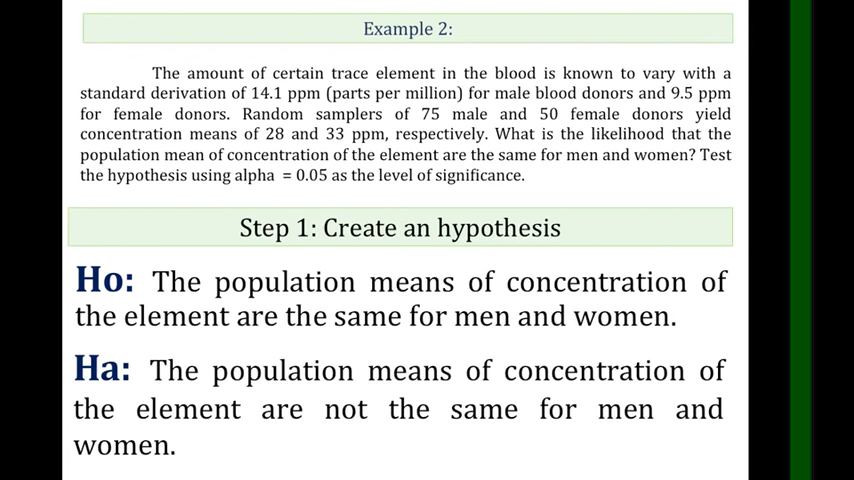 Example 2:
The amount of certain trace element in the blood is known to vary with a
standard derivation of 14.1 ppm (parts per million) for male blood donors and 9.5 ppm
for female donors. Random samplers of 75 male and 50 female donors yield
concentration means of 28 and 33 ppm, respectively. What is the likelihood that the
population mean of concentration of the element are the same for men and women? Test
the hypothesis using alpha = 0.05 as the level of significance.
Step 1: Create an hypothesis
Ho: The population means of concentration of
the element are the same for men and women.
Ha: The population means of concentration of
the element are not the same for men and
women.